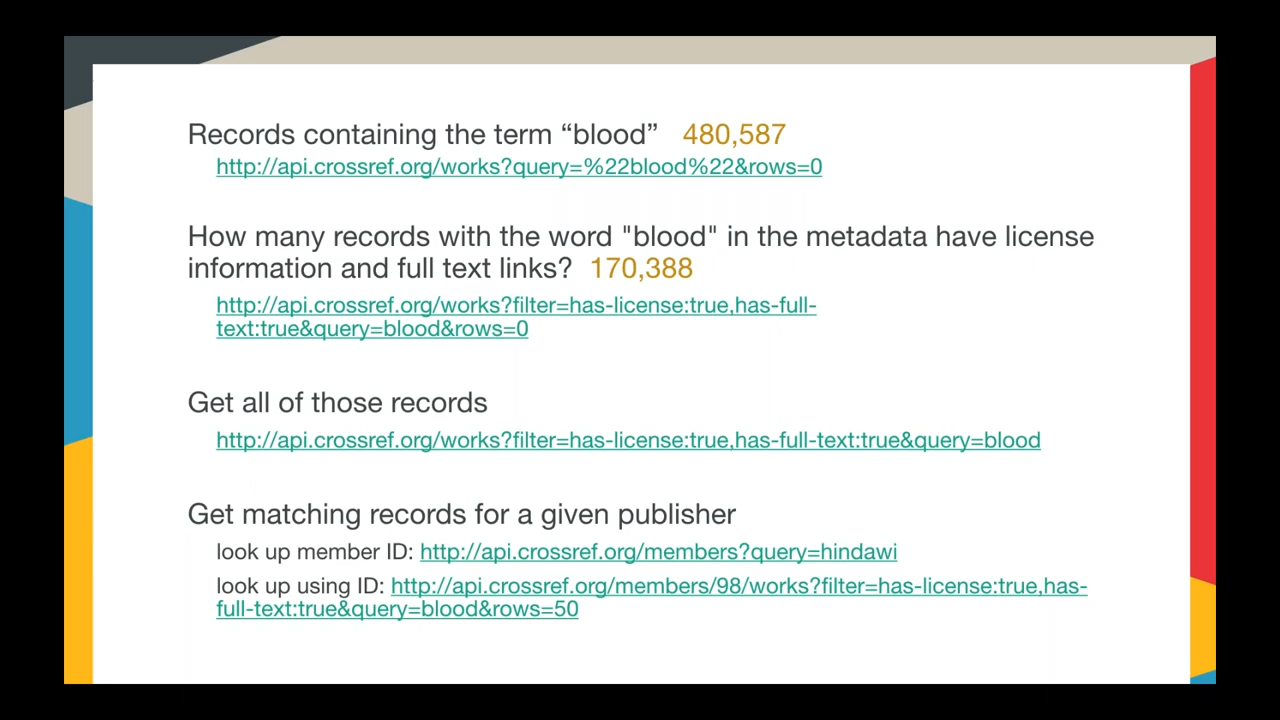 Records containing the term “blood” 480,587
http://api.crossref.org/works?query=%22blood%22&rows=0
How many records with the word "blood" in the metadata have license
information and full text links? 170,388
http://api.crossref.org/works?filter=has-license:true,has-full-
text:true&query=blood&rows=0
Get all of those records
http://api.crossref.org/works?filter=has-license:true,has-full-text:true&query=blood
Get matching records for a given publisher
look up member ID: http://api.crossref.org/members?query=hindawi
look up using ID: http://api.crossref.org/members/98/works?filter=has-license:true,has-
full-text:true&query=blood&rows=50